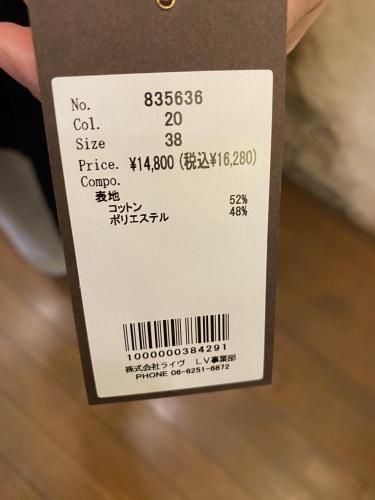 No. 835636
Col. 20
Size 38
Price. ¥14,800 (税込¥16,280)
Compo.
表地
コットン 52%
ポリエステル 48%
1000000384291
株式会社ライヴ LV事業部
PHONE 06-6251-6872